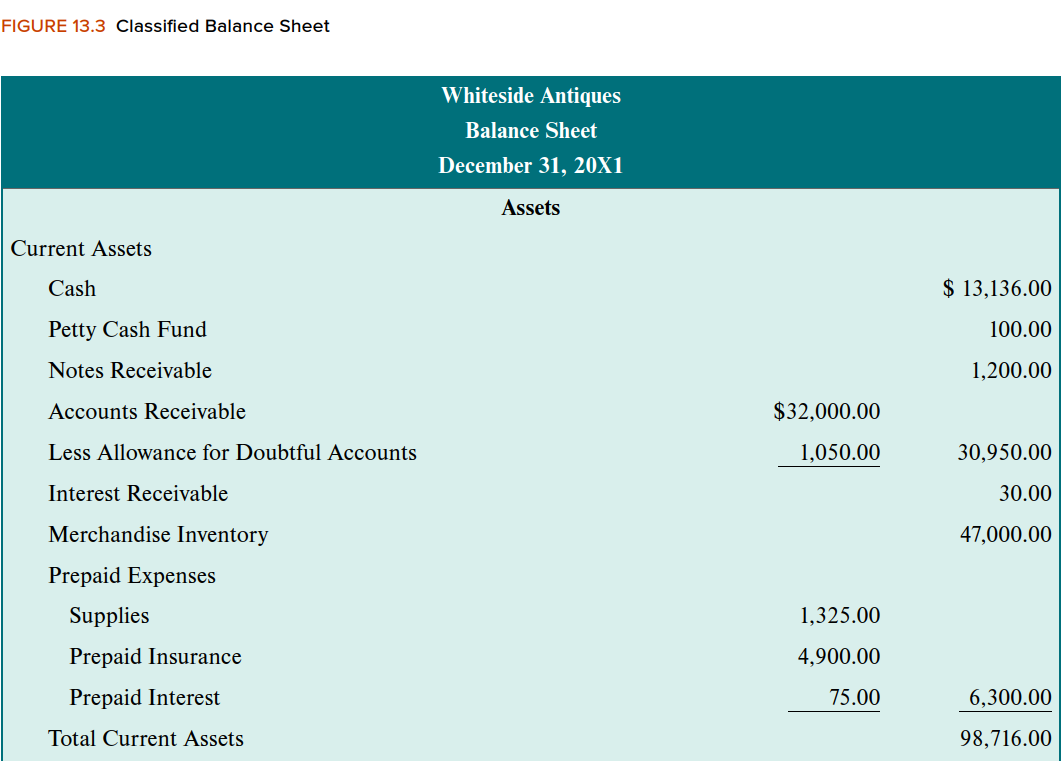 FIGURE 13.3 Classified Balance Sheet
Whiteside Antiques
Balance Sheet
December 31, 20X1
Assets
Current Assets
Cash $ 13,136.00
Petty Cash Fund 100.00
Notes Receivable 1,200.00
Accounts Receivable $32,000.00
Less Allowance for Doubtful Accounts 1,050.00 30,950.00
Interest Receivable 30.00
Merchandise Inventory 47,000.00
Prepaid Expenses
Supplies 1,325.00
Prepaid Insurance 4,900.00
Prepaid Interest 75.00 6,300.00
Total Current Assets 98,716.00